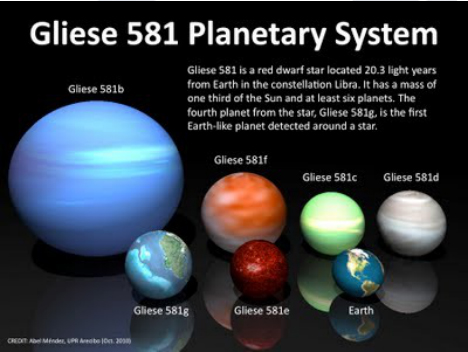 Gliese 581 Planetary System
Gliese 581 is a red dwarf star located 20.3 light years
from Earth in the constellation Libra. It has a mass of
one third of the Sun and at least six planets. The
fourth planet from the star, Gliese 581g, is the first
Earth-like planet detected around a star.
Gliese 581b
Gliese 581f
Gliese 581c
Gliese 581d
Gliese 581g
Gliese 581e
Earth
CREDIT: Abel Méndez, UPR Arecibo (Oct. 2010)